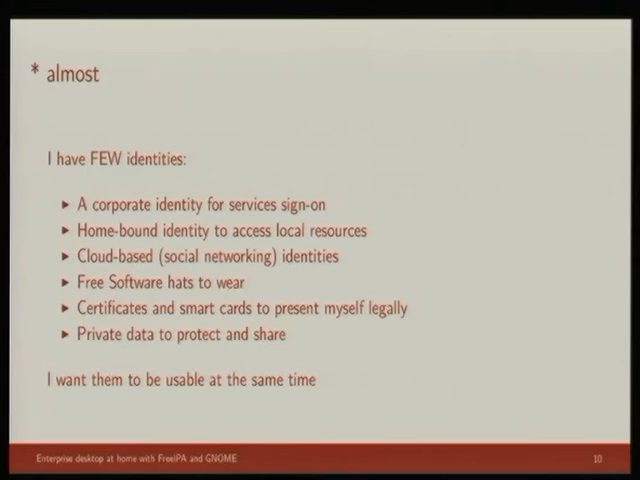 * almost
I have FEW identities:
▶ A corporate identity for services sign-on
▶ Home-bound identity to access local resources
▶ Cloud-based (social networking) identities
▶ Free Software hats to wear
▶ Certificates and smart cards to present myself legally
▶ Private data to protect and share
I want them to be usable at the same time
Enterprise desktop at home with FreeIPA and GNOME
10